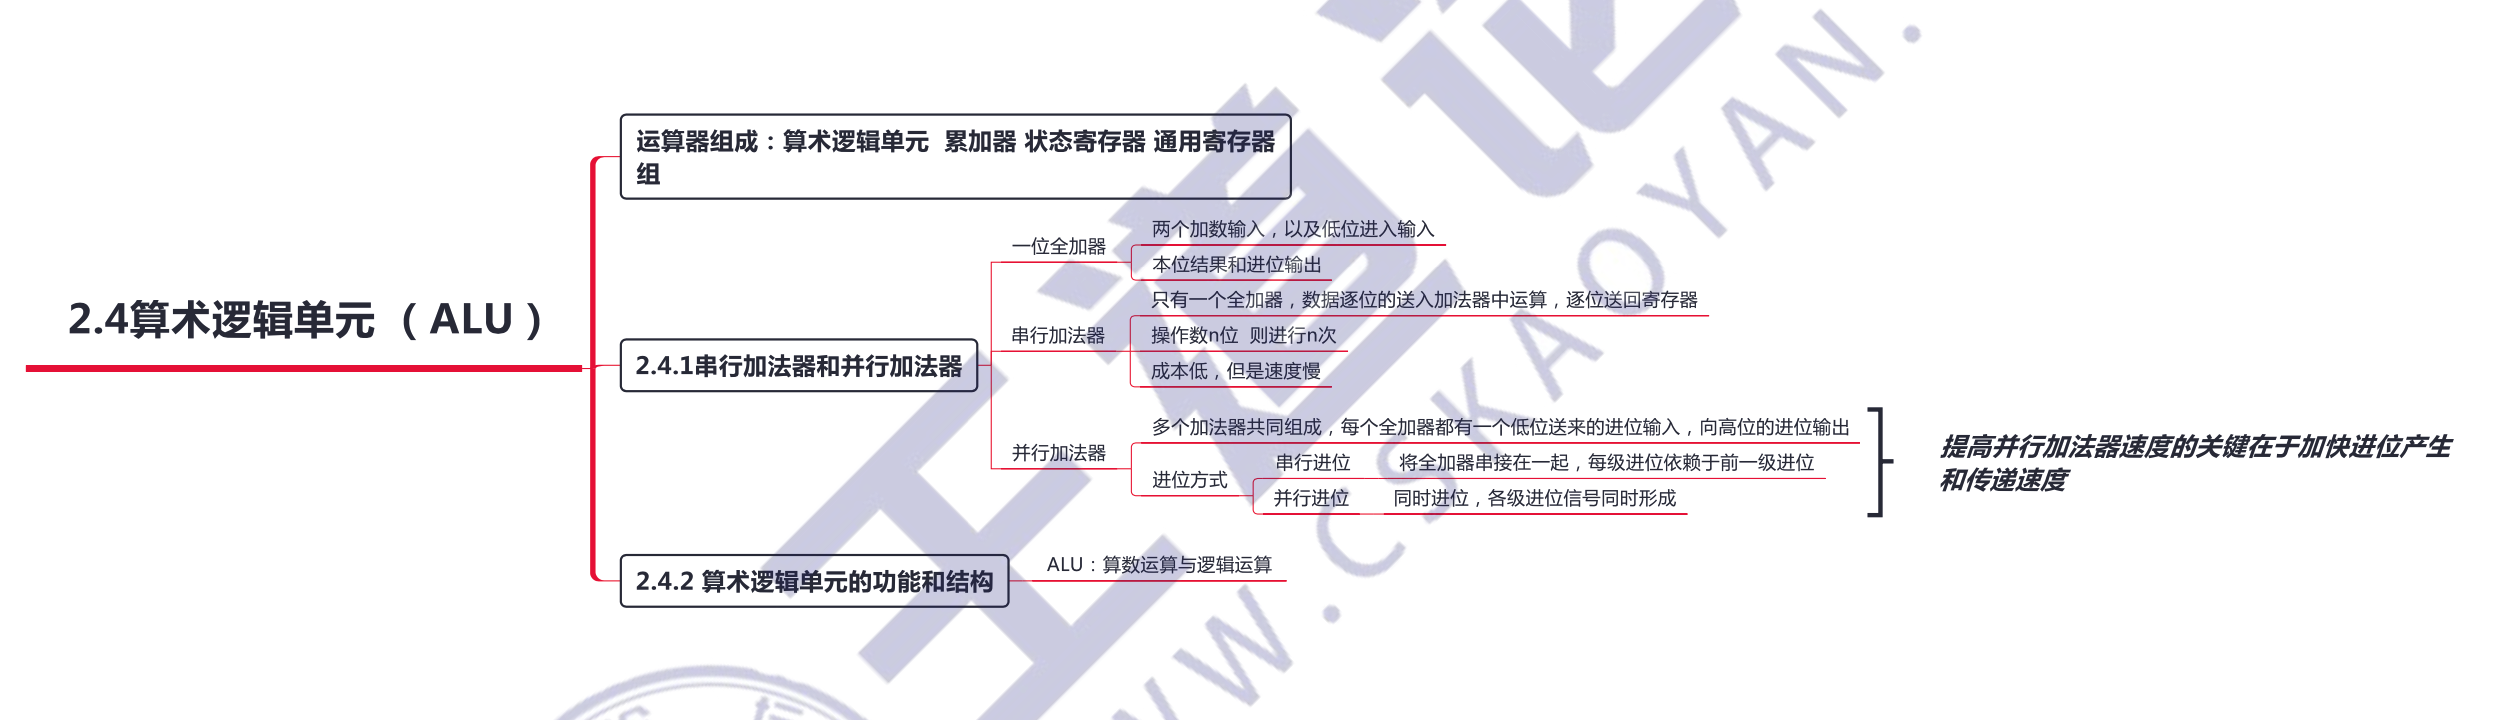 运算器组成：算术逻辑单元 累加器 状态寄存器 通用寄存器
组
两个加数输入，以及低位进入输入
一位全加器
本位结果和进位输出
只有一个全加器，数据逐位的送入加法器中运算，逐位送回寄存器
2.4算术逻辑单元（ALU）
串行加法器
操作数n位 则进行n次
2.4.1串行加法器和并行加法器
成本低，但是速度慢
多个加法器共同组成，每个全加器都有一个低位送来的进位输入，向高位的进位输出
并行加法器
提高并行加法器速度的关键在于加快进位产生
和传递速度
串行进位 将全加器串接在一起，每级进位依赖于前一级进位
进位方式
并行进位 同时进位，各级进位信号同时形成
2.4.2 算术逻辑单元的功能和结构
ALU：算数运算与逻辑运算
王道论
WW.CSKAOYAN.